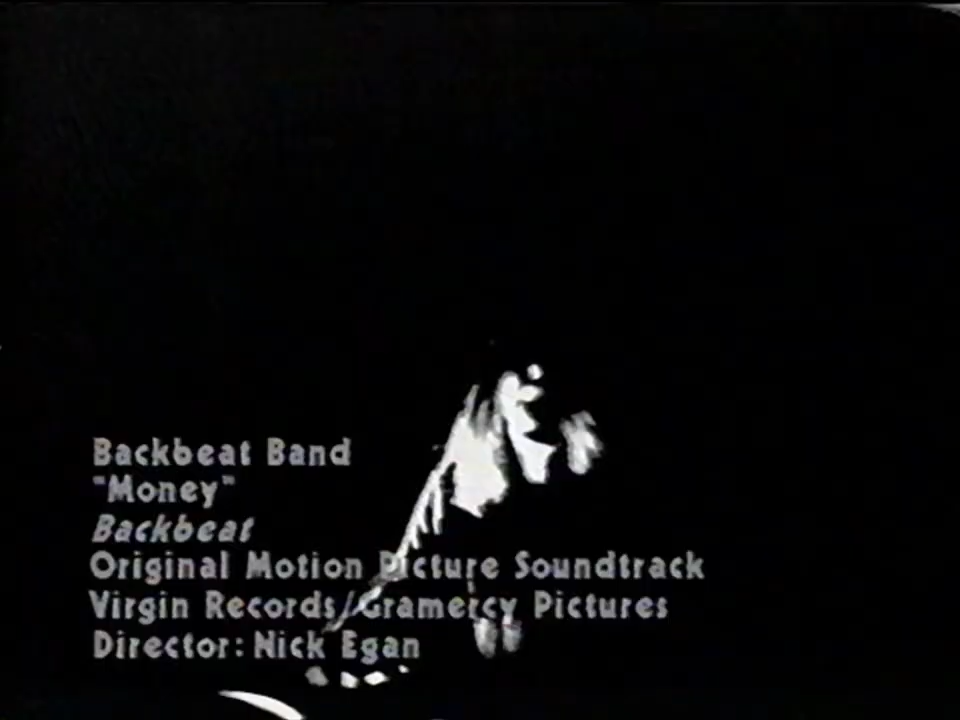 Backbeat Band
"Money"
Backbeat
Original Motion Picture Soundtrack
Virgin Records/Gramercy Pictures
Director: Nick Egan